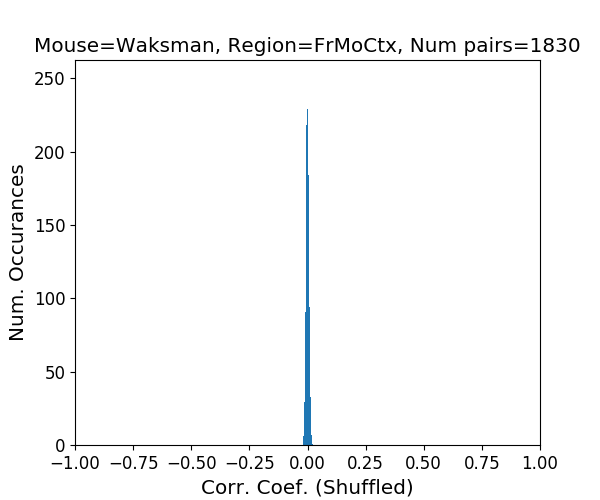 Mouse=Waksman, Region=FrMoCtx, Num pairs=1830
250
200
150
100
50
0
Num. Occurances
−1.00 −0.75 −0.50 −0.25 0.00 0.25 0.50 0.75 1.00
Corr. Coef. (Shuffled)